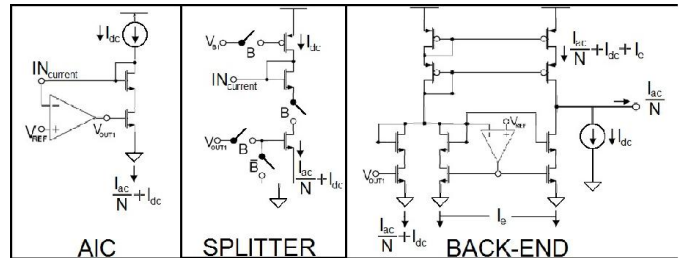 I_dc
IN_current
V_REF
V_OUT1
I_ac/N + I_dc
AIC
B
I_dc
IN_current
B
V_OUT1
B
B̅
I_ac/N + I_dc
SPLITTER
I_ac/N + I_dc + I_e
I_ac/N
V_REF
I_dc
V_OUT1
I_e
I_ac/N + I_dc
BACK-END